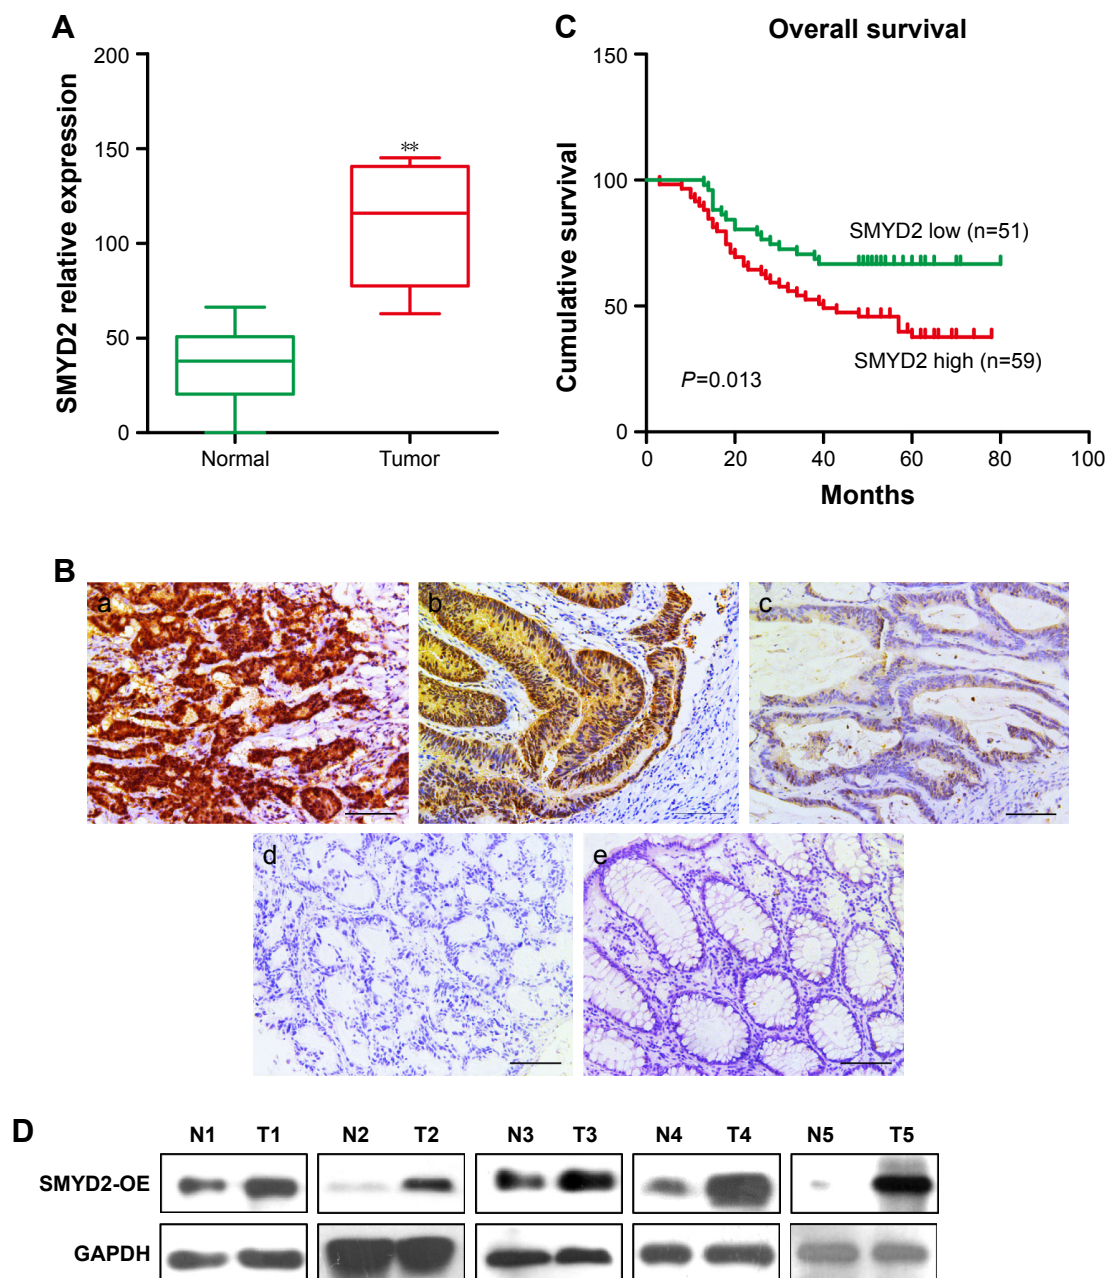 A
SMYD2 relative expression
200
150
100
50
0
**
Normal
Tumor
C
Overall survival
Cumulative survival
150
100
50
0
SMYD2 low (n=51)
SMYD2 high (n=59)
P=0.013
0 20 40 60 80 100
Months
B
a
b
c
d
e
D
N1 T1 N2 T2 N3 T3 N4 T4 N5 T5
SMYD2-OE
GAPDH